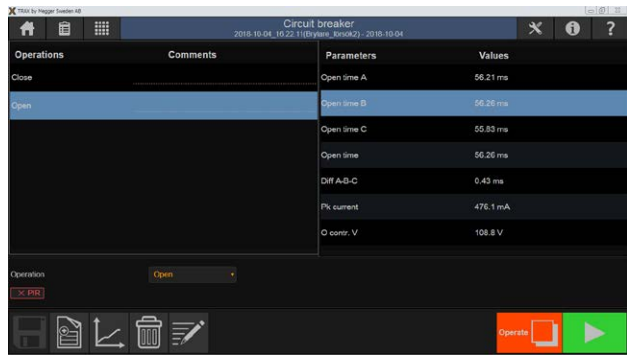 TRAX by Megger Sweden AB
Circuit breaker
2018-10-04_16.22.11(Brytare_försök2) - 2018-10-04
?
Operations Comments
Close
Open
Parameters Values
Open time A 56.21 ms
Open time B 56.26 ms
Open time C 55.83 ms
Open time 56.26 ms
Diff A-B-C 0.43 ms
Pk current 476.1 mA
O contr. V 108.8 V
Operation Open
× PIR
Operate